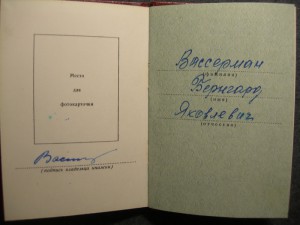 Место
для
фотокарточки
(подпись владельца книжки)
Вассерман
(фамилия)
Бернгард
(имя)
Яковлевич
(отчество)